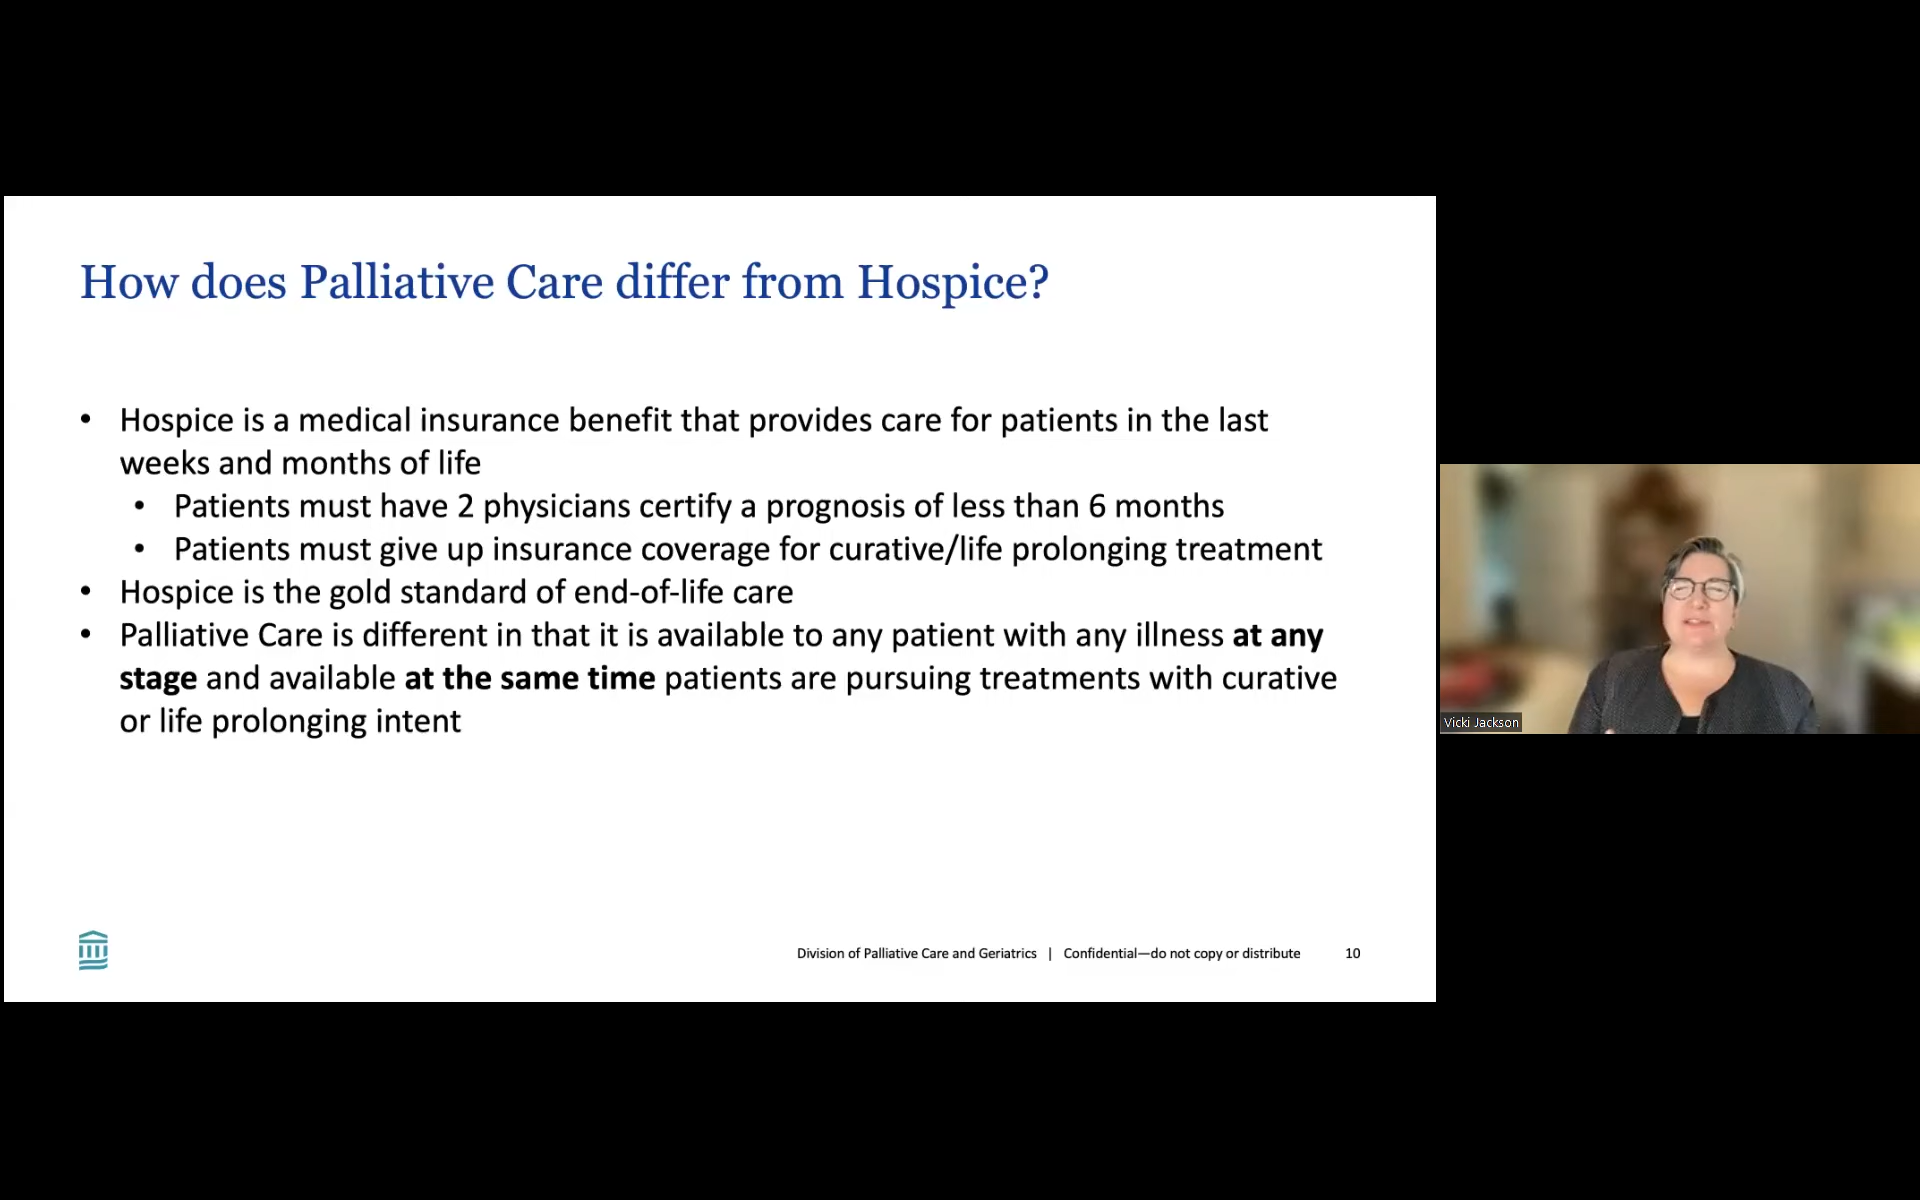 How does Palliative Care differ from Hospice?
• Hospice is a medical insurance benefit that provides care for patients in the last
weeks and months of life
• Patients must have 2 physicians certify a prognosis of less than 6 months
• Patients must give up insurance coverage for curative/life prolonging treatment
• Hospice is the gold standard of end-of-life care
• Palliative Care is different in that it is available to any patient with any illness at any
stage and available at the same time patients are pursuing treatments with curative
or life prolonging intent
Division of Palliative Care and Geriatrics | Confidential—do not copy or distribute 10
Vicki Jackson